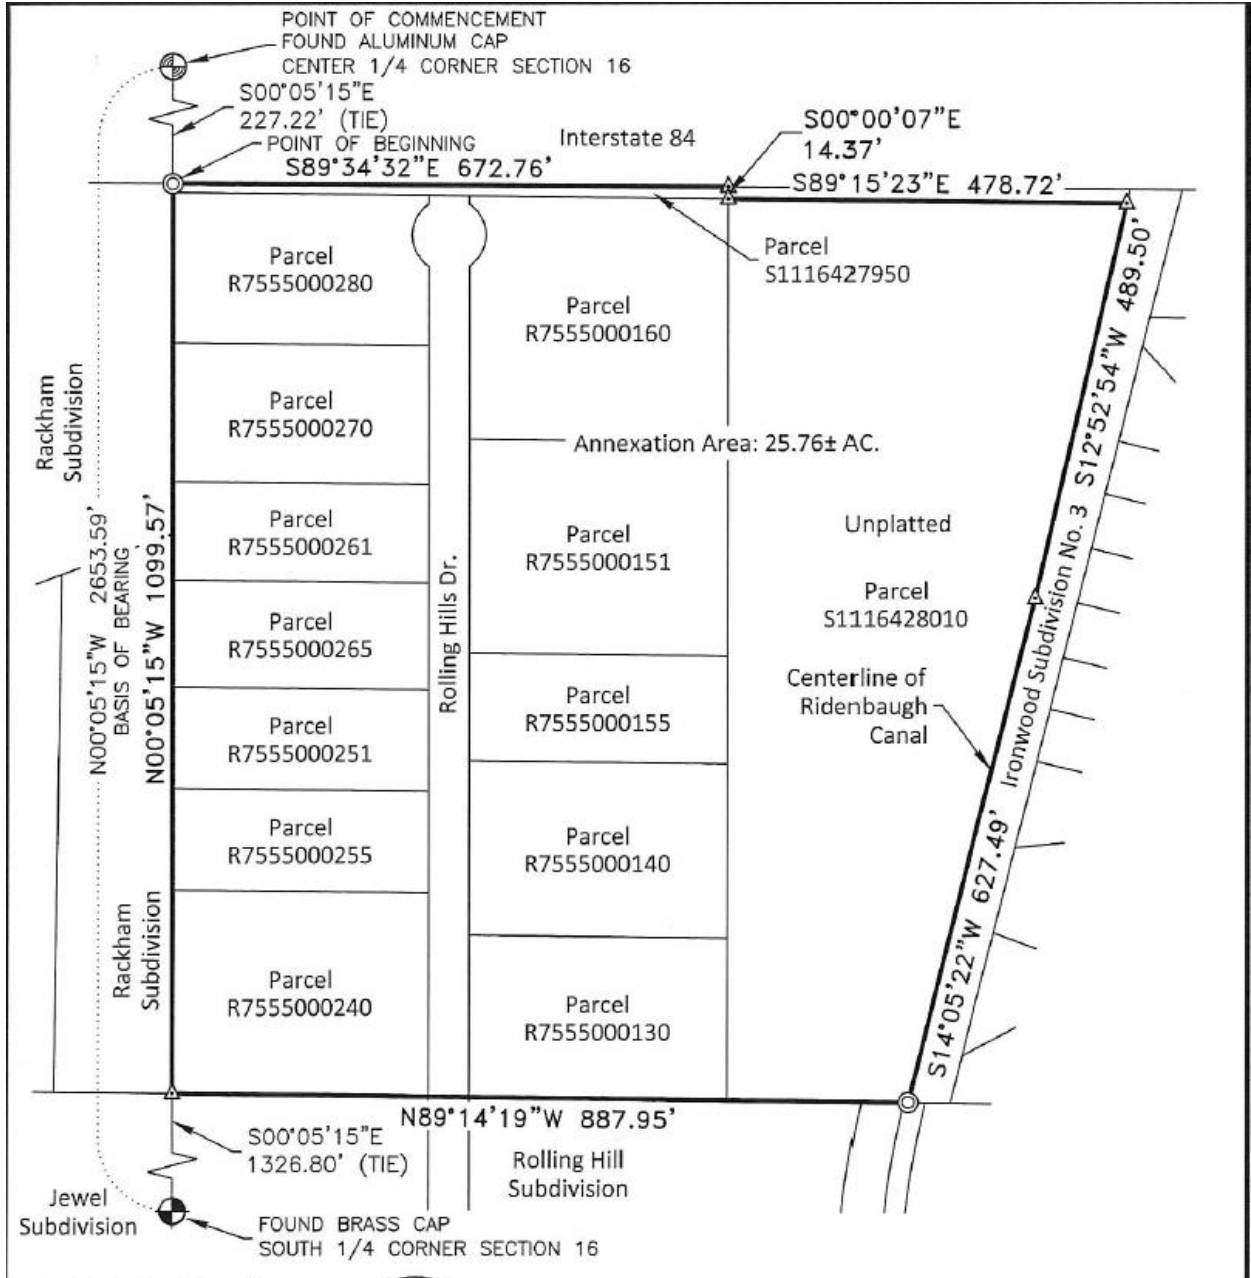 POINT OF COMMENCEMENT
FOUND ALUMINUM CAP
CENTER 1/4 CORNER SECTION 16
S00°05'15"E
227.22' (TIE)
POINT OF BEGINNING
S89°34'32"E 672.76'
Interstate 84
S00°00'07"E
14.37'
S89°15'23"E 478.72'
Parcel
S1116427950
Parcel
R7555000280
Parcel
R7555000160
Parcel
R7555000270
Annexation Area: 25.76± AC.
Parcel
R7555000261
Parcel
R7555000151
Unplatted
Parcel
S1116428010
Parcel
R7555000265
Centerline of
Ridenbaugh
Canal
Parcel
R7555000155
Parcel
R7555000251
Parcel
R7555000255
Parcel
R7555000140
Parcel
R7555000240
Parcel
R7555000130
Rolling Hills Dr.
Rackham
Subdivision
N00°05'15"W 2653.59'
BASIS OF BEARING
N00°05'15"W 1099.57'
Rackham
Subdivision
S12°52'54"W 489.50'
Ironwood Subdivision No. 3
S14°05'22"W 627.49'
N89°14'19"W 887.95'
S00°05'15"E
1326.80' (TIE)
Rolling Hill
Subdivision
Jewel
Subdivision
FOUND BRASS CAP
SOUTH 1/4 CORNER SECTION 16